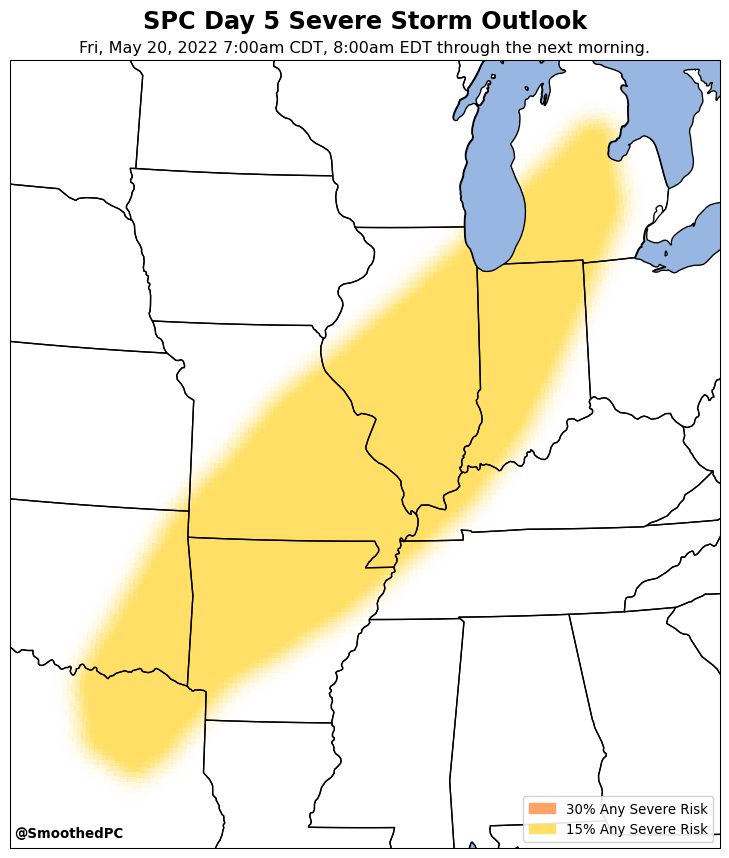 SPC Day 5 Severe Storm Outlook
Fri, May 20, 2022 7:00am CDT, 8:00am EDT through the next morning.
30% Any Severe Risk
15% Any Severe Risk
@SmoothedPC